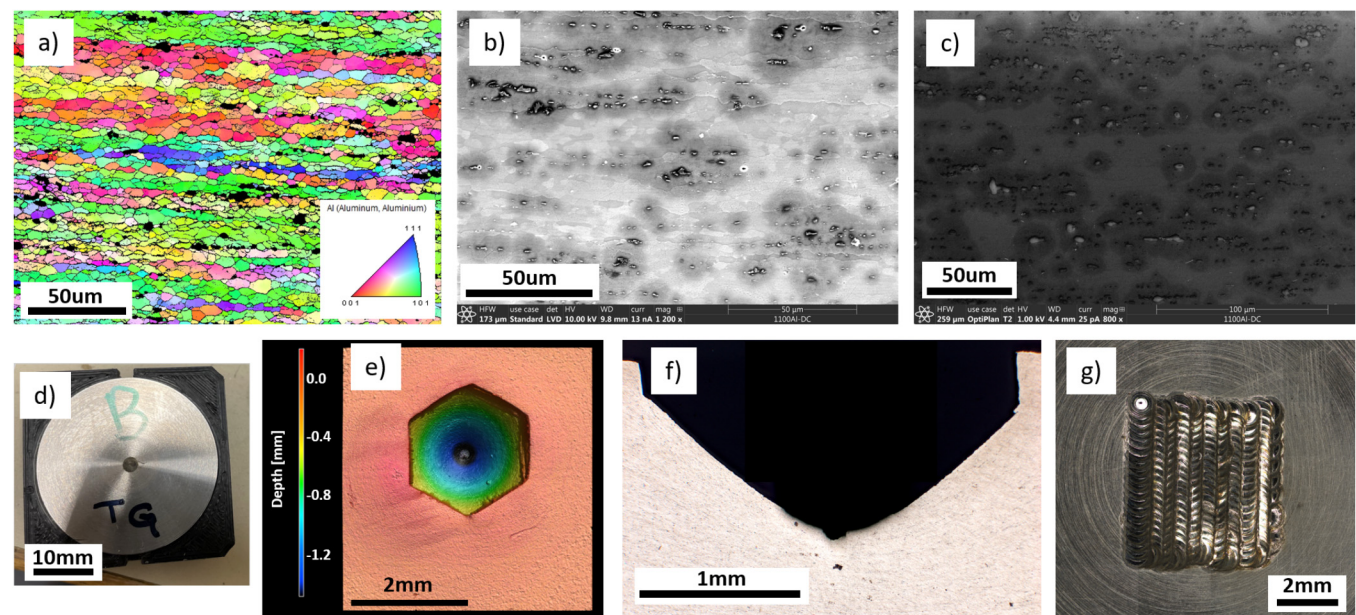 a)
Al (Aluminum, Aluminium)
1 1 1
0 0 1
1 0 1
50um
b)
50um
50 µm
HFW use case det HV WD curr mag
173 µm Standard LVD 10.00 kV 9.8 mm 13 nA 1 200 x
1100Al-DC
c)
50um
100 µm
HFW use case det HV WD curr mag
259 µm OptiPlan T2 1.00 kV 4.4 mm 25 pA 800 x
1100Al-DC
d)
B
TG
10mm
e)
Depth [mm]
0.0
-0.4
-0.8
-1.2
2mm
f)
1mm
g)
2mm